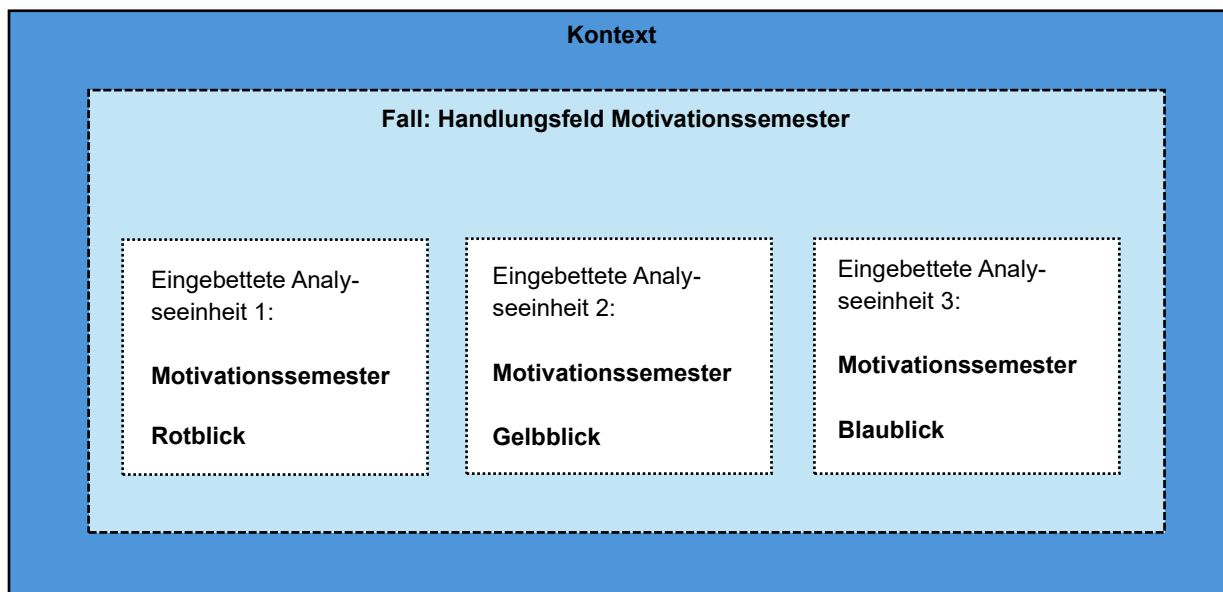 Kontext
Fall: Handlungsfeld Motivationssemester
Eingebettete Analy-
seeinheit 1:
Motivationssemester
Rotblick
Eingebettete Analy-
seeinheit 2:
Motivationssemester
Gelbblick
Eingebettete Analy-
seeinheit 3:
Motivationssemester
Blaublick